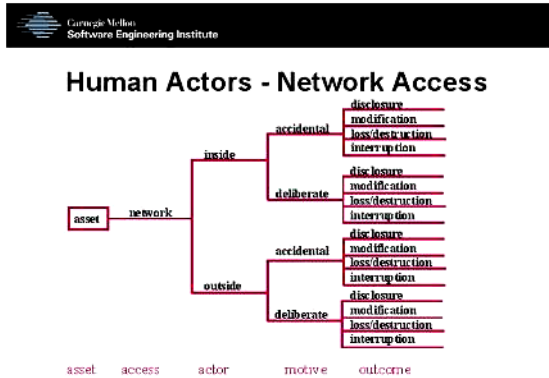 Carnegie Mellon
Software Engineering Institute
Human Actors - Network Access
disclosure
modification
accidental
loss/destruction
interruption
inside
disclosure
modification
deliberate
loss/destruction
interruption
asset
network
disclosure
modification
accidental
loss/destruction
interruption
outside
disclosure
modification
deliberate
loss/destruction
interruption
asset access actor motive outcome